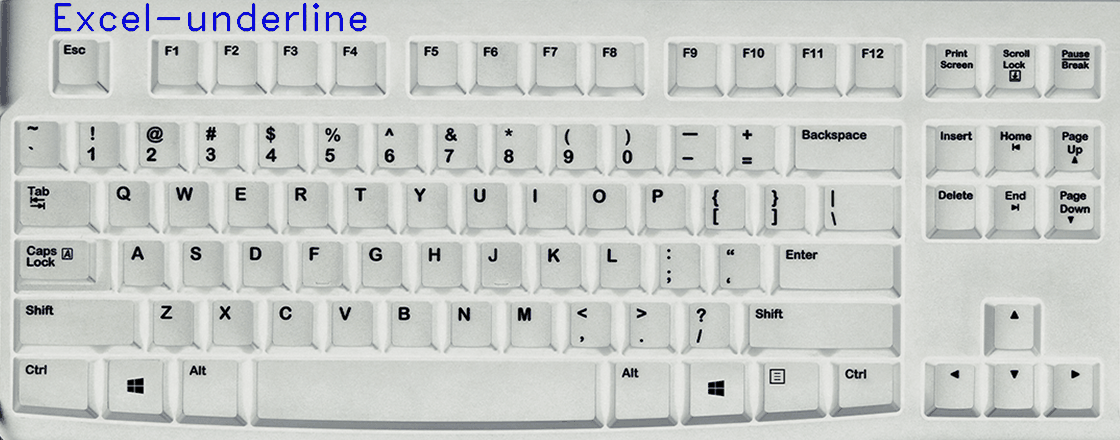 Excel-underline
Esc F1 F2 F3 F4 F5 F6 F7 F8 F9 F10 F11 F12 Print Screen Scroll Lock Pause Break
~ ! @ # $ % ^ & * ( ) — + Backspace Insert Home Page Up
` 1 2 3 4 5 6 7 8 9 0 - =
Tab Q W E R T Y U I O P { } | Delete End Page Down
[ ] \
Caps Lock A A S D F G H J K L : “ Enter
; ‘
Shift Z X C V B N M < > ? Shift
, . /
Ctrl Alt Alt Ctrl